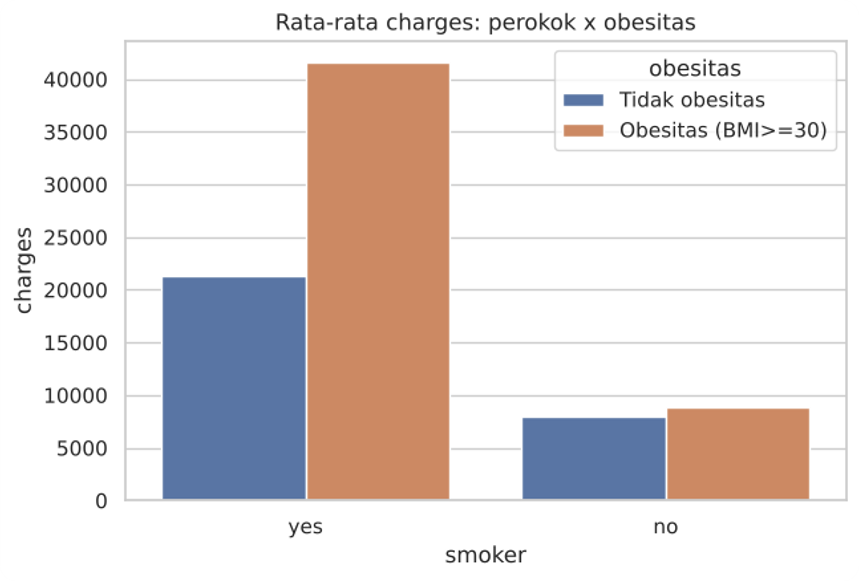 Rata-rata charges: perokok x obesitas
obesitas
Tidak obesitas
Obesitas (BMI>=30)
charges
40000
35000
30000
25000
20000
15000
10000
5000
0
yes
no
smoker